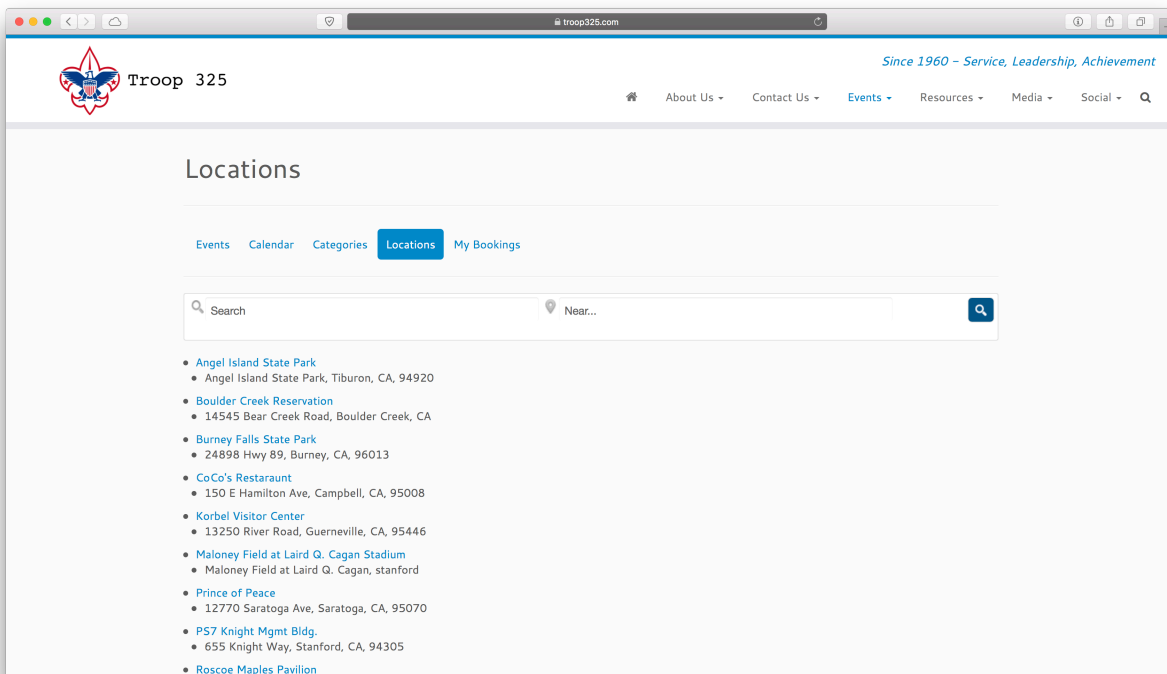 troop325.com
Since 1960 – Service, Leadership, Achievement
Troop 325
About Us Contact Us Events Resources Media Social
Locations
Events Calendar Categories Locations My Bookings
Search Near...
Angel Island State Park
Angel Island State Park, Tiburon, CA, 94920
Boulder Creek Reservation
14545 Bear Creek Road, Boulder Creek, CA
Burney Falls State Park
24898 Hwy 89, Burney, CA, 96013
CoCo's Restaraunt
150 E Hamilton Ave, Campbell, CA, 95008
Korbel Visitor Center
13250 River Road, Guerneville, CA, 95446
Maloney Field at Laird Q. Cagan Stadium
Maloney Field at Laird Q. Cagan, stanford
Prince of Peace
12770 Saratoga Ave, Saratoga, CA, 95070
PS7 Knight Mgmt Bldg.
655 Knight Way, Stanford, CA, 94305
Roscoe Maples Pavilion